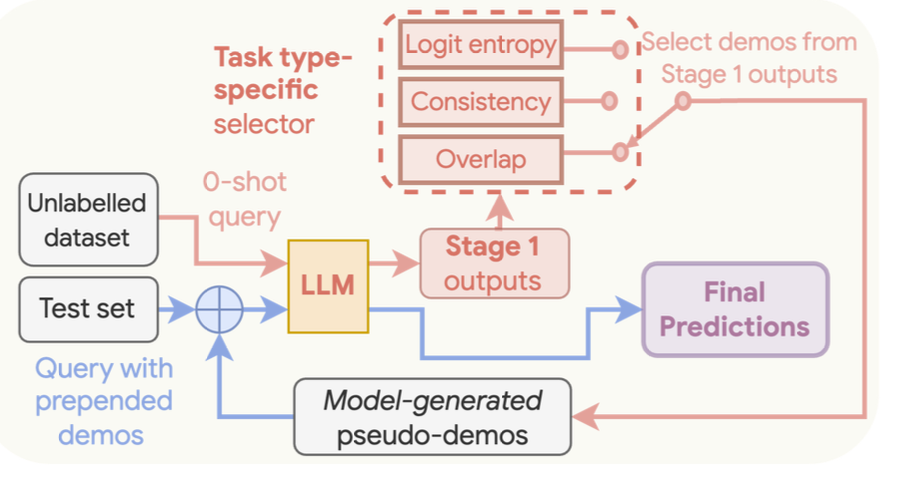 Task type-
specific
selector
Logit entropy
Consistency
Overlap
Select demos from
Stage 1 outputs
Unlabelled
dataset
0-shot
query
LLM
Stage 1
outputs
Test set
Final
Predictions
Query with
prepended
demos
Model-generated
pseudo-demos